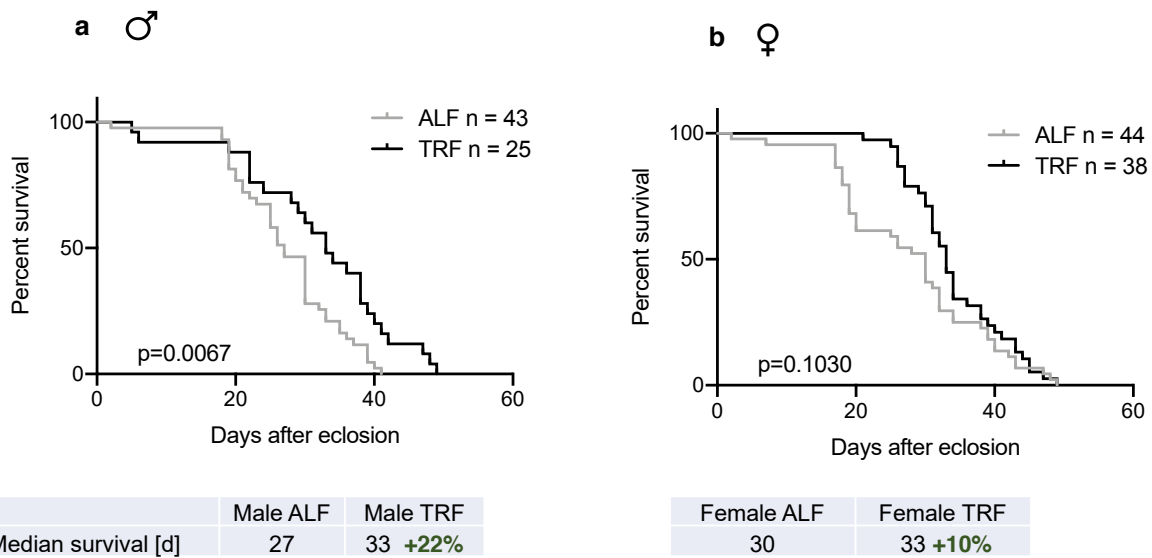 a ♂
100
50
0
Percent survival
ALF n = 43
TRF n = 25
p=0.0067
0 20 40 60
Days after eclosion
Male ALF Male TRF
Median survival [d] 27 33 +22%
b ♀
100
50
0
Percent survival
ALF n = 44
TRF n = 38
p=0.1030
0 20 40 60
Days after eclosion
Female ALF Female TRF
30 33 +10%